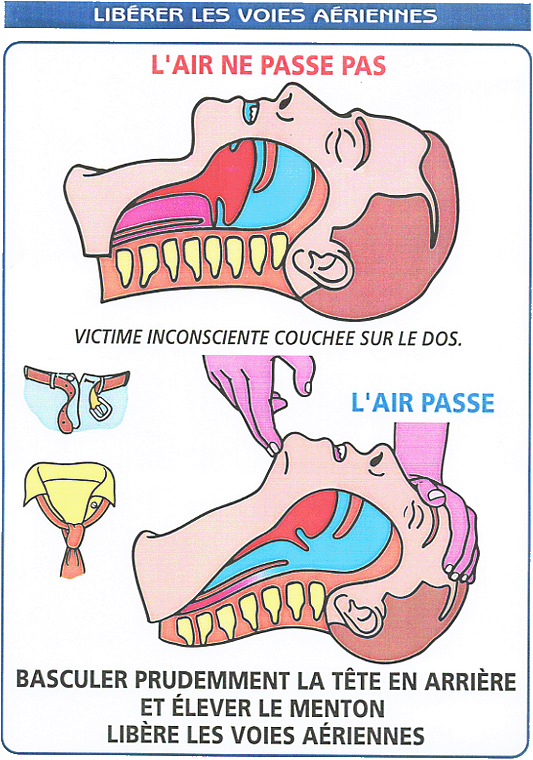 LIBÉRER LES VOIES AÉRIENNES
L'AIR NE PASSE PAS
VICTIME INCONSCIENTE COUCHEE SUR LE DOS.
L'AIR PASSE
BASCULER PRUDEMMENT LA TÊTE EN ARRIÈRE
ET ÉLEVER LE MENTON
LIBÈRE LES VOIES AÉRIENNES